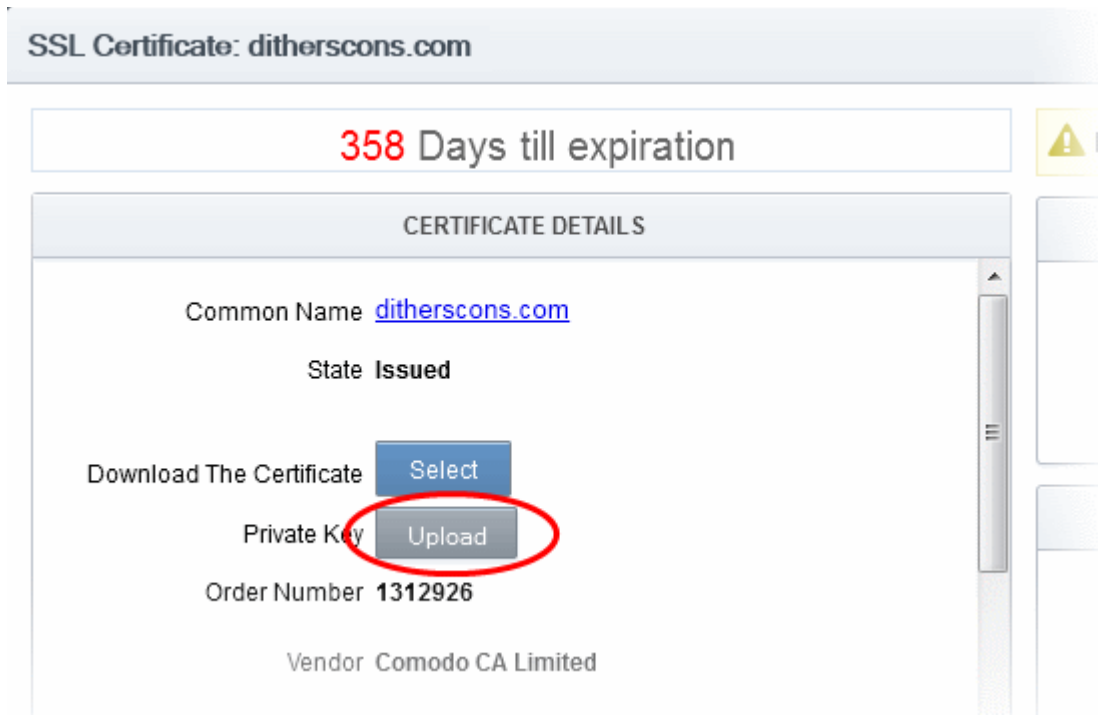 SSL Certificate: ditherscons.com
358 Days till expiration
CERTIFICATE DETAILS
Common Name ditherscons.com
State Issued
Download The Certificate Select
Private Key Upload
Order Number 1312926
Vendor Comodo CA Limited